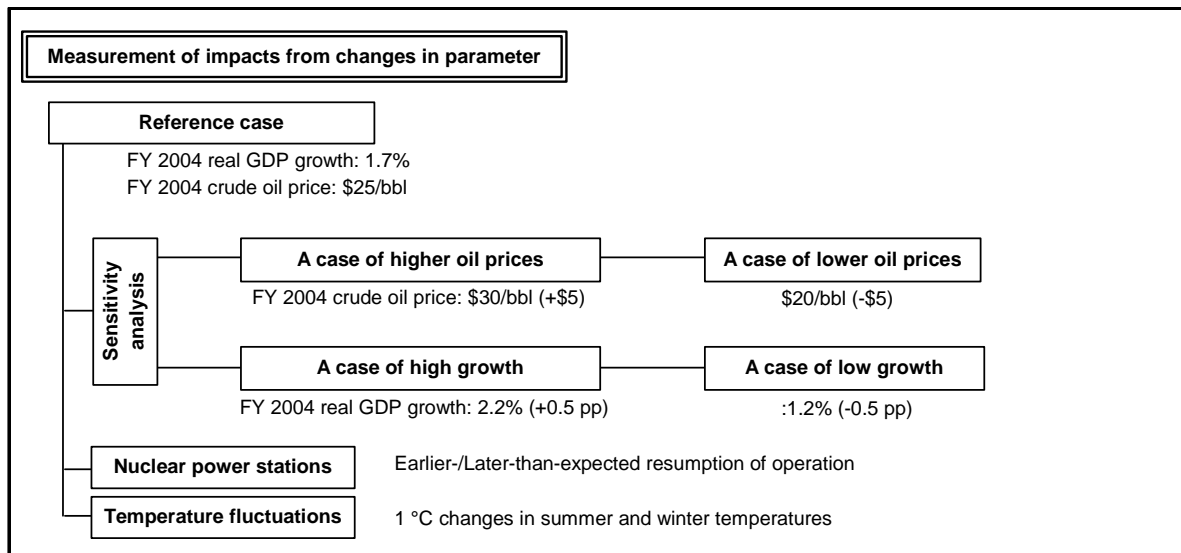 Measurement of impacts from changes in parameter
Reference case
FY 2004 real GDP growth: 1.7%
FY 2004 crude oil price: $25/bbl
Sensitivity
analysis
A case of higher oil prices
A case of lower oil prices
FY 2004 crude oil price: $30/bbl (+$5)
$20/bbl (-$5)
A case of high growth
A case of low growth
FY 2004 real GDP growth: 2.2% (+0.5 pp)
:1.2% (-0.5 pp)
Nuclear power stations
Earlier-/Later-than-expected resumption of operation
Temperature fluctuations
1 °C changes in summer and winter temperatures